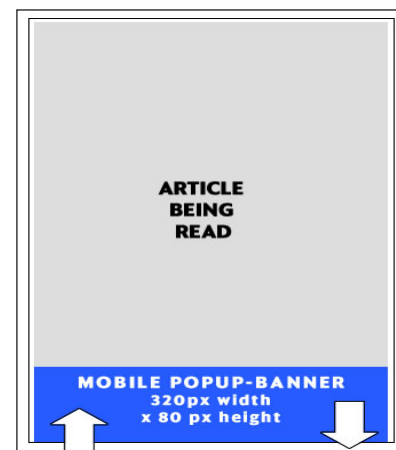 ARTICLE
BEING
READ
MOBILE POPUP-BANNER
320px width
x 80 px height